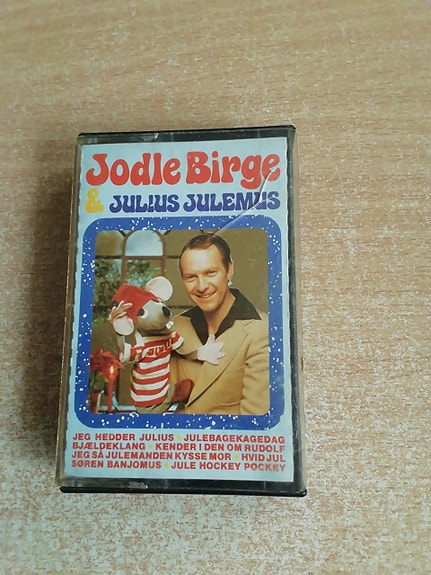 Jodle Birge
& JULIUS JULEMUS
JULIUS
JEG HEDDER JULIUS • JULEBAGEKAGEDAG
BJÆLDEKLANG • KENDER I DEN OM RUDOLF
JEG SÅ JULEMANDEN KYSSE MOR • HVID JUL
SØREN BANJOMUS • JULE HOCKEY POCKEY